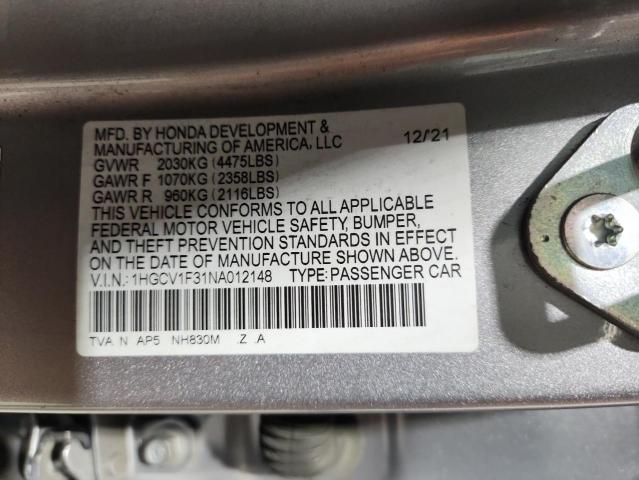 MFD. BY HONDA DEVELOPMENT &
MANUFACTURING OF AMERICA, LLC 12/21
GVWR 2030KG (4475LBS)
GAWR F 1070KG (2358LBS)
GAWR R 960KG (2116LBS)
THIS VEHICLE CONFORMS TO ALL APPLICABLE
FEDERAL MOTOR VEHICLE SAFETY, BUMPER,
AND THEFT PREVENTION STANDARDS IN EFFECT
ON THE DATE OF MANUFACTURE SHOWN ABOVE.
V.I.N.: 1HGCV1F31NA012148 TYPE: PASSENGER CAR
TVA N AP5 NH830M .Z .A